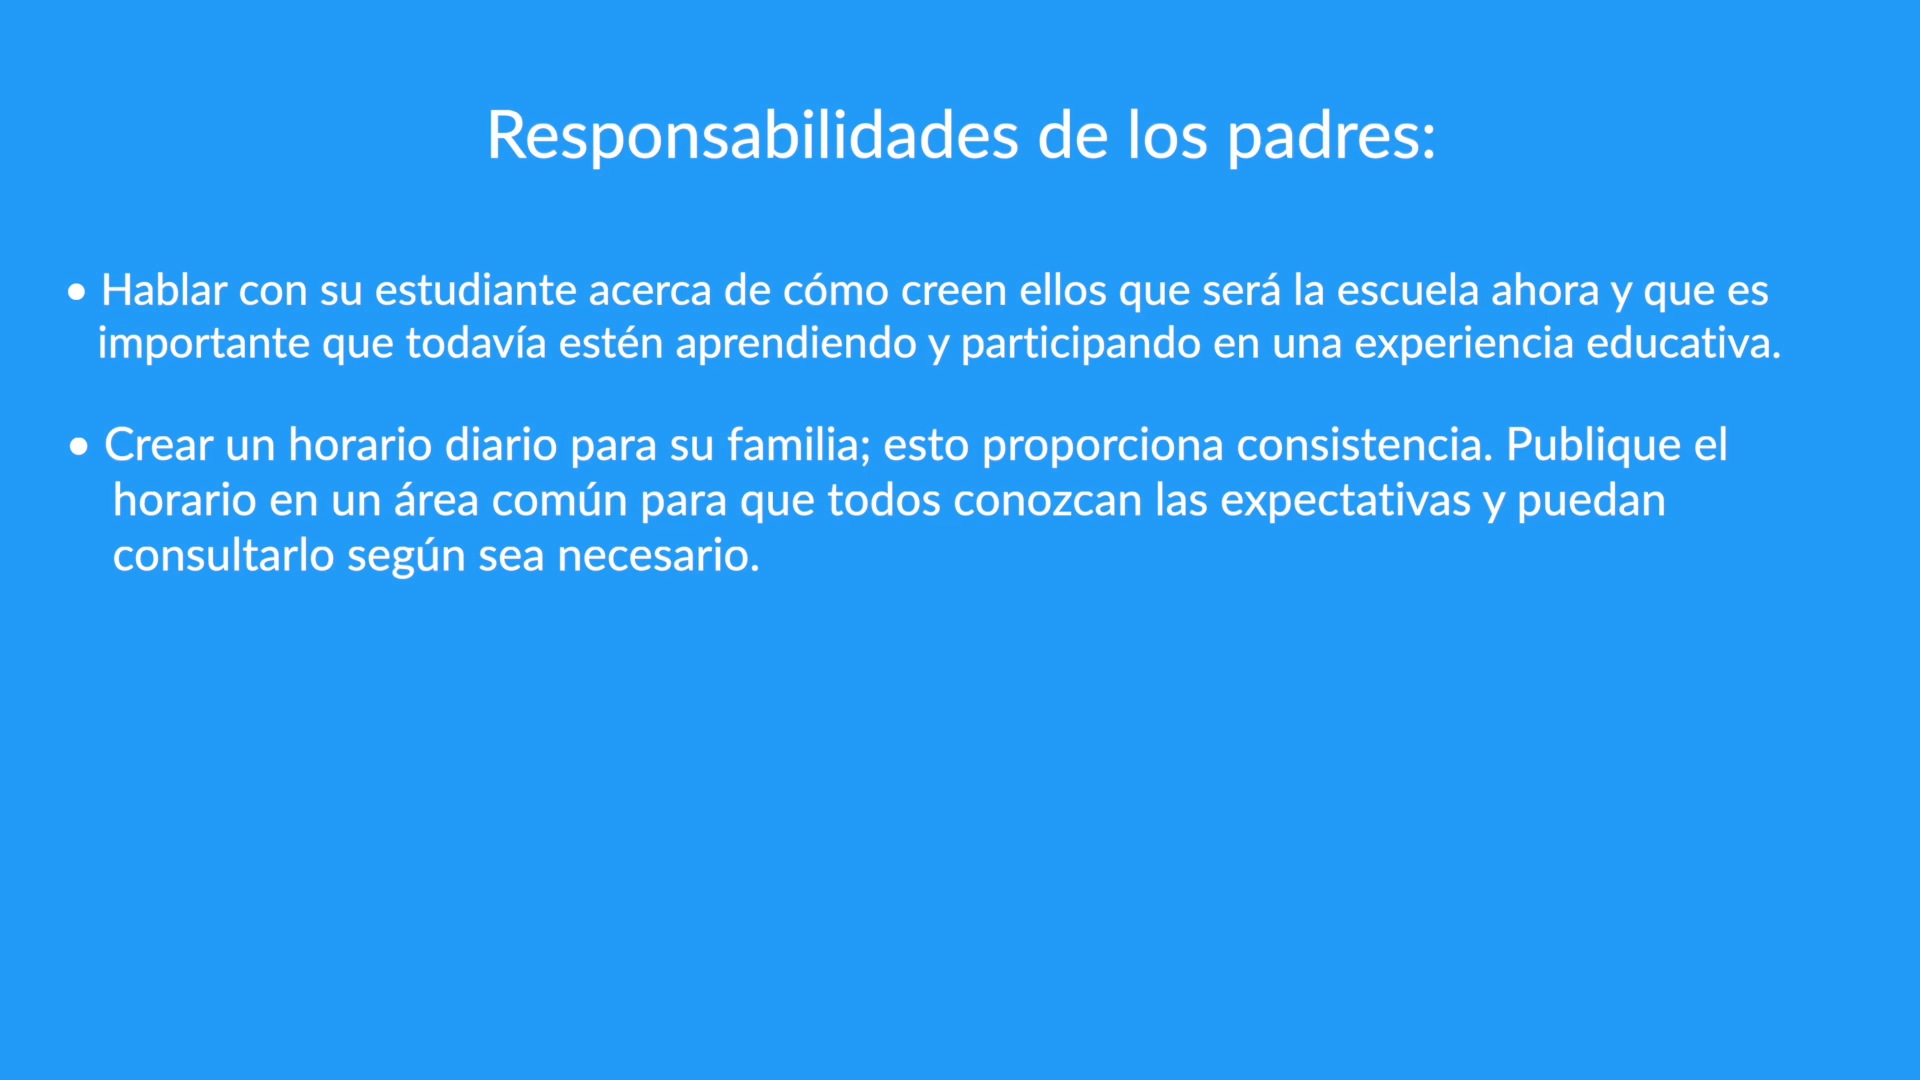 Responsabilidades de los padres:
• Hablar con su estudiante acerca de cómo creen ellos que será la escuela ahora y que es
importante que todavía estén aprendiendo y participando en una experiencia educativa.
• Crear un horario diario para su familia; esto proporciona consistencia. Publique el
horario en un área común para que todos conozcan las expectativas y puedan
consultarlo según sea necesario.